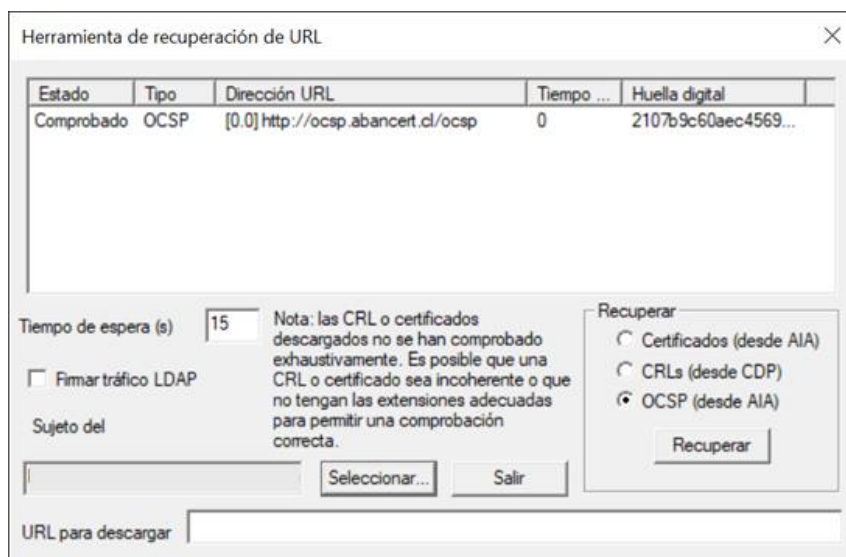 Herramienta de recuperación de URL
Estado Tipo Dirección URL Tiempo ... Huella digital
Comprobado OCSP [0.0] http://ocsp.abancert.cl/ocsp 0 2107b9c60aec4569...
Tiempo de espera (s) 15
Firmar tráfico LDAP
Sujeto del
Nota: las CRL o certificados
descargados no se han comprobado
exhaustivamente. Es posible que una
CRL o certificado sea incoherente o que
no tengan las extensiones adecuadas
para permitir una comprobación
correcta.
Recuperar
Certificados (desde AIA)
CRLs (desde CDP)
OCSP (desde AIA)
Recuperar
Seleccionar... Salir
URL para descargar